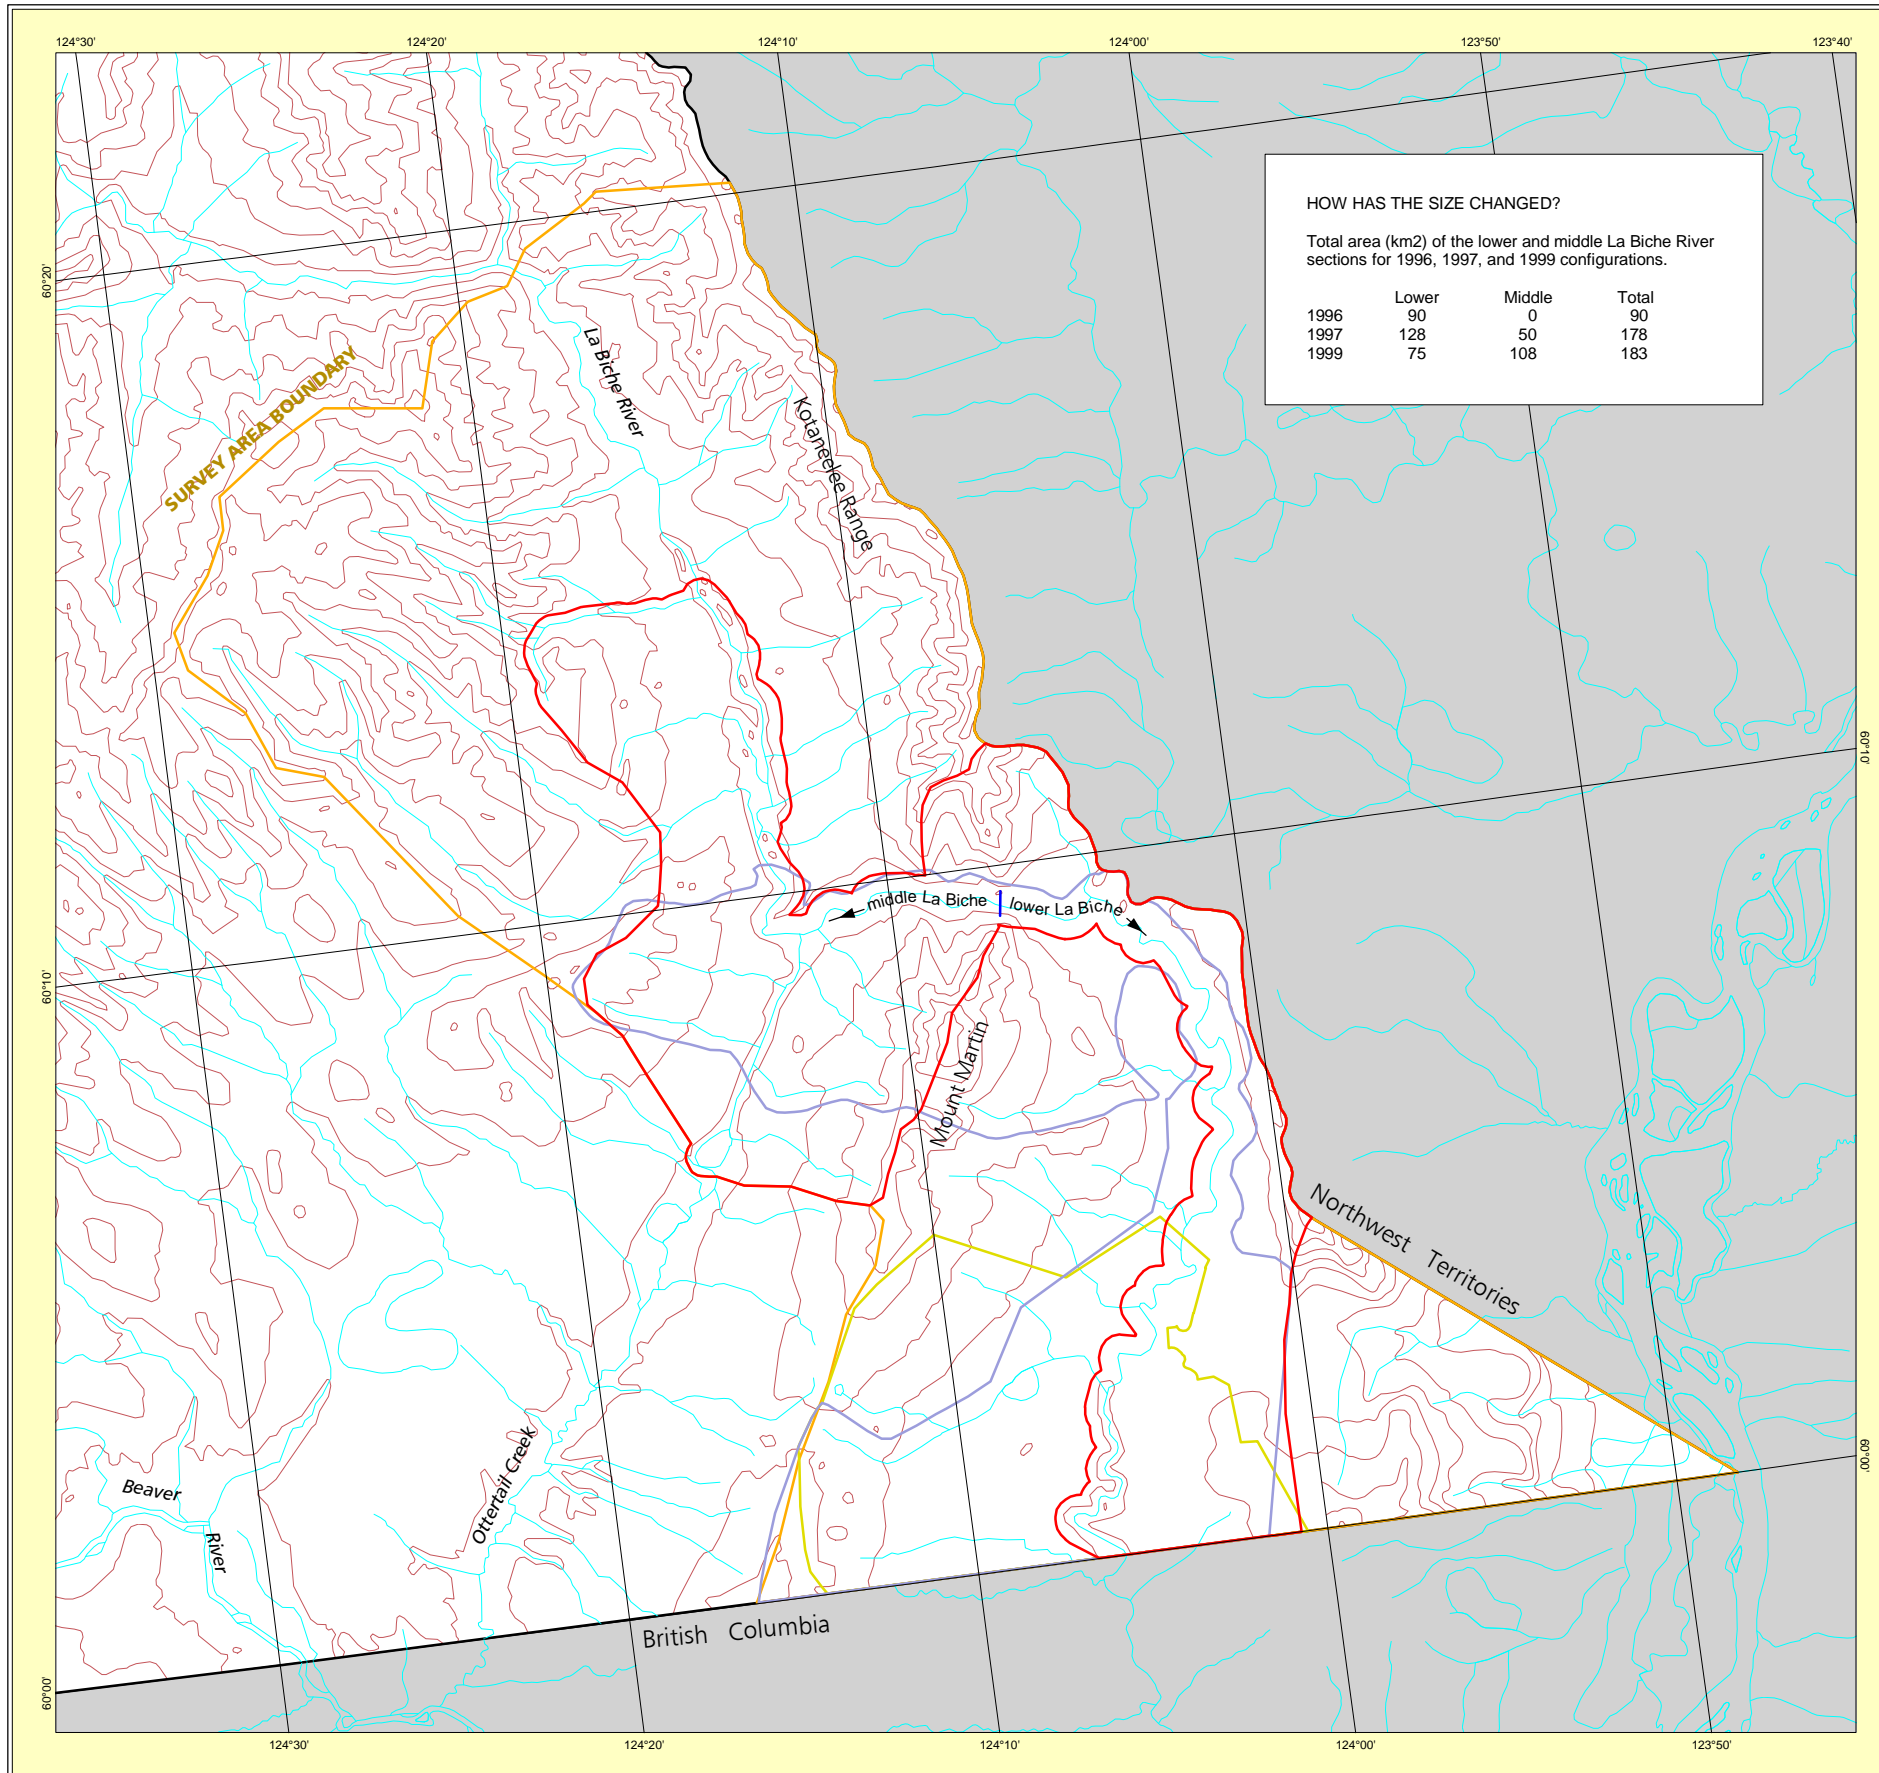 124°30'
124°20'
124°10'
124°00'
123°50'
123°40'
HOW HAS THE SIZE CHANGED?
Total area (km2) of the lower and middle La Biche River
sections for 1996, 1997, and 1999 configurations.
Lower Middle Total
1996 90 0 90
1997 128 50 178
1999 75 108 183
60°20'
SURVEY AREA BOUNDARY
La Biche River
Kotaneelee Range
60°10'
middle La Biche
lower La Biche
60°10'
Mount Martin
Northwest Territories
60°00'
Beaver
River
Ottertail Creek
British Columbia
60°00'
124°30'
124°20'
124°10'
124°00'
123°50'